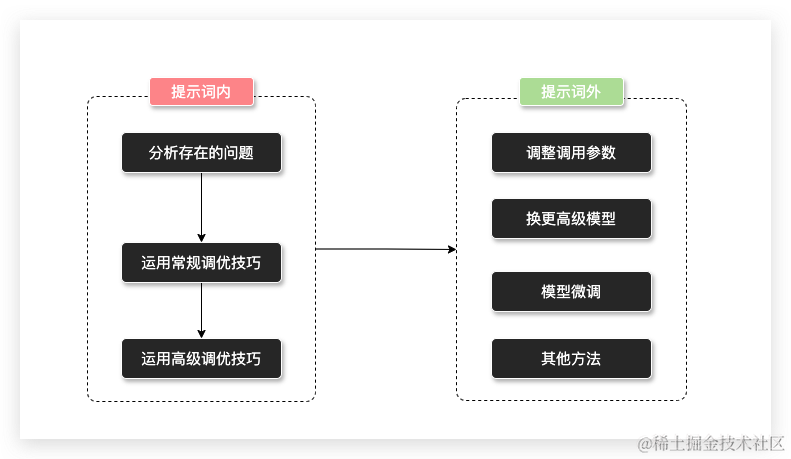 提示词内
分析存在的问题
运用常规调优技巧
运用高级调优技巧
提示词外
调整调用参数
换更高级模型
模型微调
其他方法
@稀土掘金技术社区